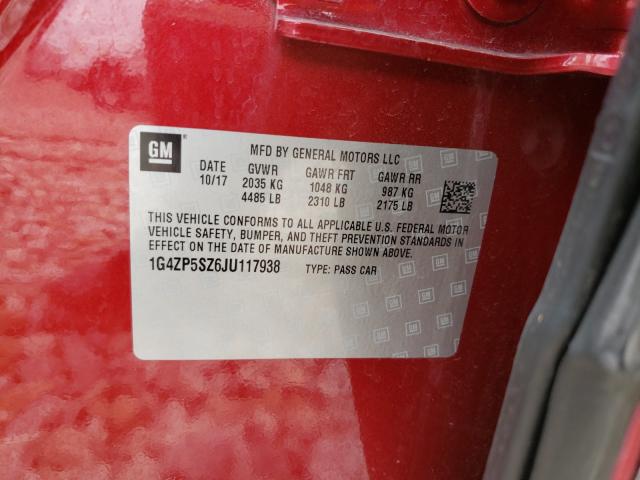 GM
MFD BY GENERAL MOTORS LLC
DATE GVWR GAWR FRT GAWR RR
10/17 2035 KG 1048 KG 987 KG
4485 LB 2310 LB 2175 LB
THIS VEHICLE CONFORMS TO ALL APPLICABLE U.S. FEDERAL MOTOR
VEHICLE SAFETY, BUMPER, AND THEFT PREVENTION STANDARDS IN
EFFECT ON THE DATE OF MANUFACTURE SHOWN ABOVE.
1G4ZP5SZ6JU117938 TYPE: PASS CAR